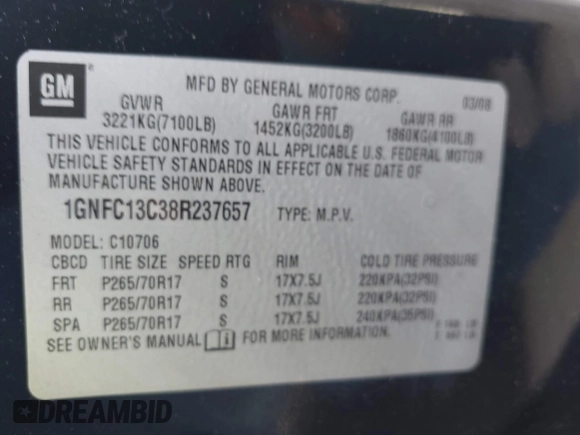 GM
®
MFD BY GENERAL MOTORS CORP. 03/08
GVWR GAWR FRT GAWR RR
3221KG(7100LB) 1452KG(3200LB) 1860KG(4100LB)
THIS VEHICLE CONFORMS TO ALL APPLICABLE U.S. FEDERAL MOTOR
VEHICLE SAFETY STANDARDS IN EFFECT ON THE DATE OF
MANUFACTURE SHOWN ABOVE.
1GNFC13C38R237657 TYPE: M.P.V.
MODEL: C10706
CBCD TIRE SIZE SPEED RTG RIM COLD TIRE PRESSURE
FRT P265/70R17 S 17X7.5J 220KPA(32PSI)
RR P265/70R17 S 17X7.5J 220KPA(32PSI)
SPA P265/70R17 S 17X7.5J 240KPA(35PSI)
SEE OWNER'S MANUAL FOR MORE INFORMATION.
DREAMBID